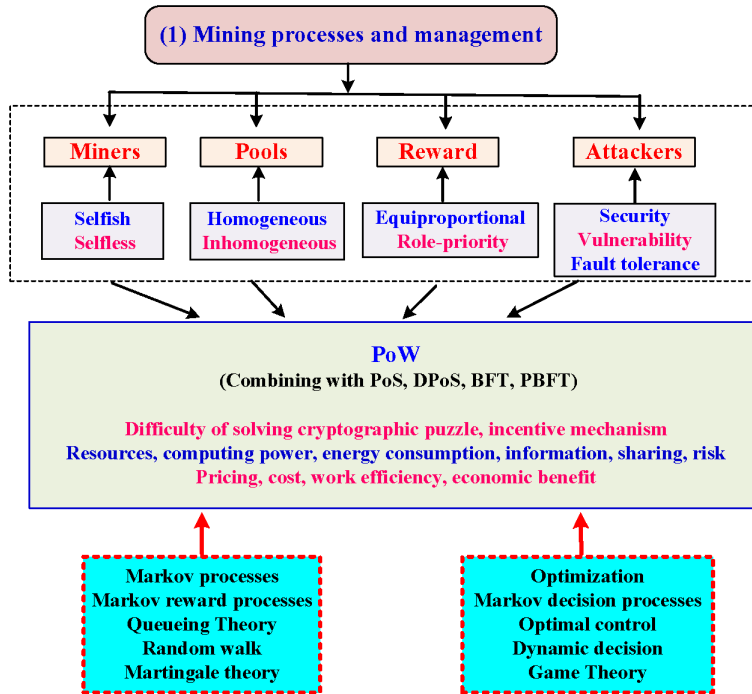 (1) Mining processes and management
Miners
Pools
Reward
Attackers
Selfish
Selfless
Homogeneous
Inhomogeneous
Equiproportional
Role-priority
Security
Vulnerability
Fault tolerance
PoW
(Combining with PoS, DPoS, BFT, PBFT)
Difficulty of solving cryptographic puzzle, incentive mechanism
Resources, computing power, energy consumption, information, sharing, risk
Pricing, cost, work efficiency, economic benefit
Markov processes
Markov reward processes
Queueing Theory
Random walk
Martingale theory
Optimization
Markov decision processes
Optimal control
Dynamic decision
Game Theory